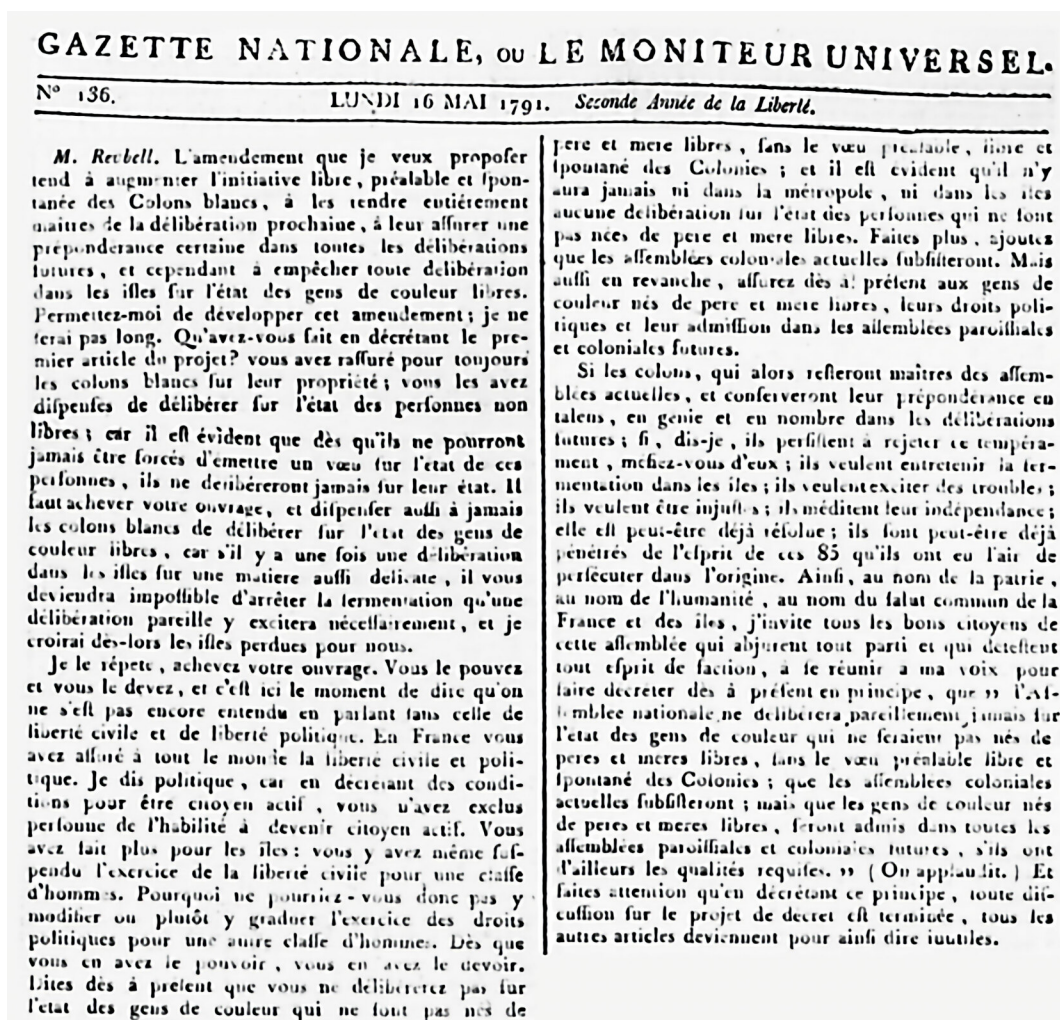 GAZETTE NATIONALE, ou LE MONITEUR UNIVERSEL.
N° 136. LUNDI 16 MAI 1791. Seconde Année de la Liberté.
M. Rewbell. L'amendement que je veux propoſer
tend à augmenter l'initiative libre, préalable et ſpon-
tanée des Colons blancs, à les rendre entiérement
maitres de la délibération prochaine, à leur aſſurer une
prépondérance certaine dans toutes les délibérations
futures, et cependant à empêcher toute délibération
dans les iſles ſur l'état des gens de couleur libres.
Permettez-moi de développer cet amendement; je ne
ſerai pas long. Qu'avez-vous fait en décrétant le pre-
mier article du projet? vous avez raſſuré pour toujours
les colons blancs ſur leur propriété; vous les avez
diſpenſes de délibérer ſur l'état des perſonnes non
libres; car il eſt évident que dès qu'ils ne pourront
jamais être forcés d'émettre un vœu ſur l'état de ces
perſonnes, ils ne délibéreront jamais ſur leur état. Il
faut achever votre ouvrage, et diſpenſer auſſi à jamais
les colons blancs de délibérer ſur l'état des gens de
couleur libres, car s'il y a une fois une délibération
dans les iſles ſur une matiere auſſi délicate, il vous
deviendra impoſſible d'arrêter la fermentation qu'une
délibération pareille y excitera néceſſairement, et je
croirai dès-lors les iſles perdues pour nous.
Je le répete, achevez votre ouvrage. Vous le pouvez
et vous le devez, et c'eſt ici le moment de dire qu'on
ne s'eſt pas encore entendu en parlant ſans celle de
liberté civile et de liberté politique. En France vous
avez aſſuré à tout le monde la liberté civile et poli-
tique. Je dis politique, car en décrétant des condi-
tions pour être citoyen actif, vous n'avez exclus
perſonne de l'habilité à devenir citoyen actif. Vous
avez fait plus pour les îles: vous y avez même ſuſ-
pendu l'exercice de la liberté civile pour une claſſe
d'hommes. Pourquoi ne pourriez-vous donc pas y
modifier ou plutôt y graduer l'exercice des droits
politiques pour une autre claſſe d'hommes. Dès que
vous en avez le pouvoir, vous en avez le devoir.
Dites dès à préſent que vous ne délibérerez pas ſur
l'état des gens de couleur qui ne ſont pas nés de
pere et mere libres, ſans le vœu préalable, libre et
ſpontané des Colonies; et il eſt évident qu'il n'y
aura jamais ni dans la métropole, ni dans les iles
aucune délibération ſur l'état des perſonnes qui ne ſont
pas nées de pere et mere libres. Faites plus, ajoutez
que les aſſemblées coloniales actuelles ſubſiſteront. Mais
auſſi en revanche, aſſurez dès à préſent aux gens de
couleur nés de pere et mere libres, leurs droits poli-
tiques et leur admiſſion dans les aſſemblées paroiſſiales
et coloniales futures.
Si les colons, qui alors reſteront maîtres des aſſem-
blées actuelles, et conſerveront leur prépondérance en
talens, en genie et en nombre dans les délibérations
futures; ſi, dis-je, ils perſiſtent à rejeter ce tempéra-
ment, méfiez-vous d'eux; ils veulent entretenir la fer-
mentation dans les îles; ils veulent exciter des troubles;
ils veulent être injuſtes; ils méditent leur indépendance;
elle eſt peut-être déjà réſolue; ils ſont peut-être déjà
pénétrés de l'eſprit de ces 85 qu'ils ont eu l'air de
perſécuter dans l'origine. Ainſi, au nom de la patrie,
au nom de l'humanité, au nom du ſalut commun de la
France et des îles, j'invite tous les bons citoyens de
cette aſſemblée qui abjurent tout parti et qui déteſtent
tout eſprit de faction, à ſe réunir a ma voix pour
faire décréter dès à préſent en principe, que » l'Aſ-
ſemblée nationale ne délibérera pareillement jamais ſur
l'état des gens de couleur qui ne ſeraient pas nés de
peres et meres libres, ſans le vœu préalable libre et
ſpontané des Colonies; que les aſſemblées coloniales
actuelles ſubſiſteront; mais que les gens de couleur nés
de peres et meres libres, ſeront admis dans toutes les
aſſemblées paroiſſiales et coloniales futures, s'ils ont
d'ailleurs les qualités requiſes. » (On applaudit.) Et
faites attention qu'en décrétant ce principe, toute diſ-
cuſſion ſur le projet de décret eſt terminée, tous les
autres articles deviennent pour ainſi dire inutiles.